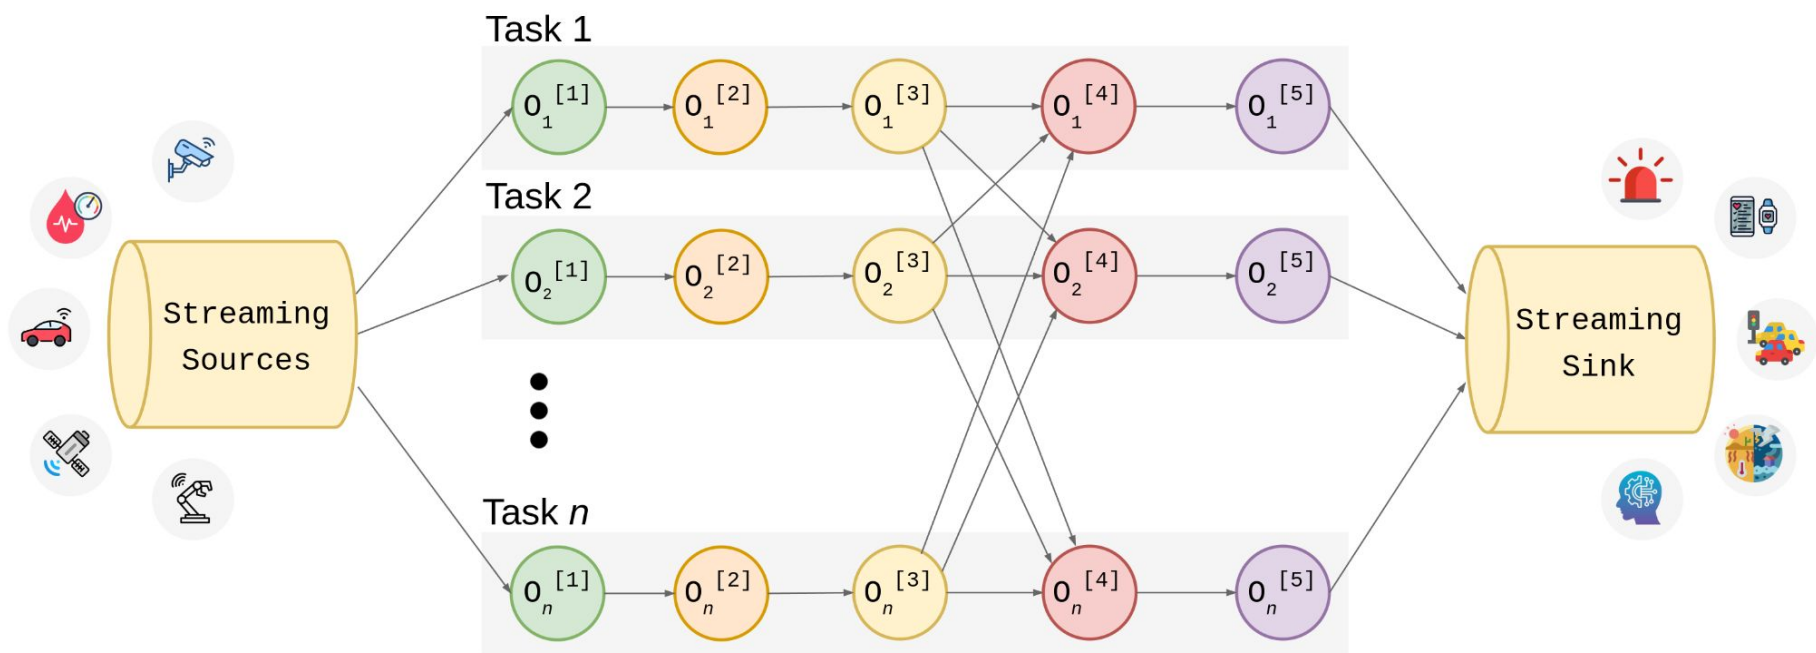 Task 1
O₁[1] O₁[2] O₁[3] O₁[4] O₁[5]
Task 2
O₂[1] O₂[2] O₂[3] O₂[4] O₂[5]
Streaming
Sources
Streaming
Sink
Task n
Oₙ[1] Oₙ[2] Oₙ[3] Oₙ[4] Oₙ[5]